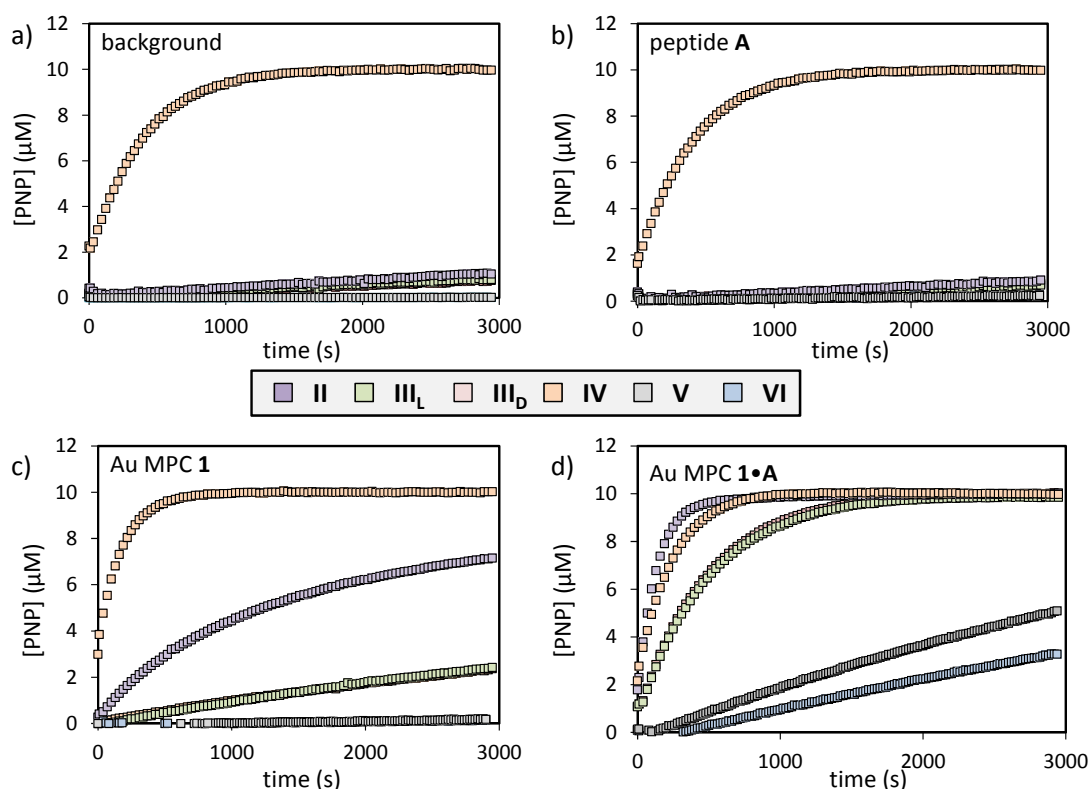 a)
background
12
10
8
6
4
2
0
[PNP] (μM)
0 1000 2000 3000
time (s)
b)
peptide A
12
10
8
6
4
2
0
[PNP] (μM)
0 1000 2000 3000
time (s)
II III_L III_D IV V VI
c)
Au MPC 1
12
10
8
6
4
2
0
[PNP] (μM)
0 1000 2000 3000
time (s)
d)
Au MPC 1•A
12
10
8
6
4
2
0
[PNP] (μM)
0 1000 2000 3000
time (s)